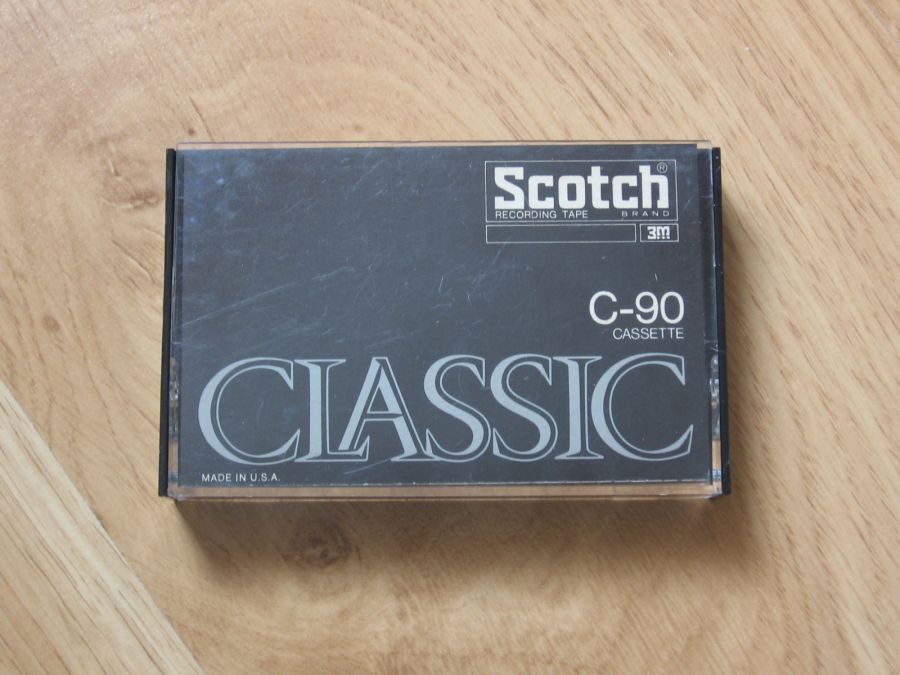 Scotch®
RECORDING TAPE BRAND
3M
C-90
CASSETTE
CLASSIC
MADE IN U.S.A.